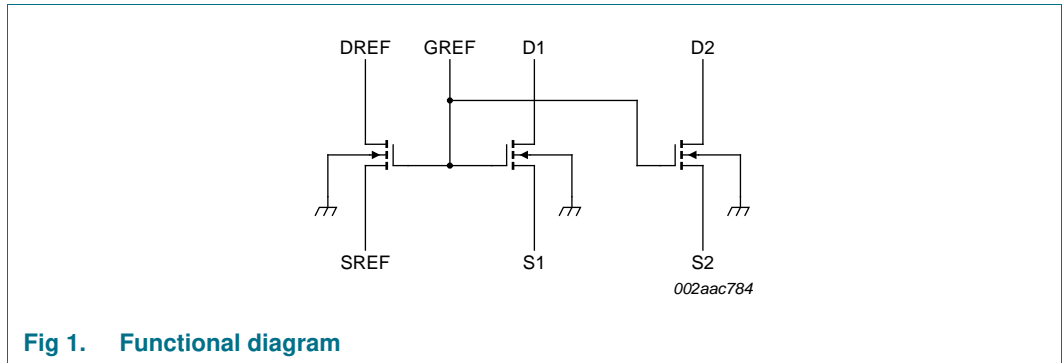 DREF GREF D1 D2
SREF S1 S2
002aac784
Fig 1. Functional diagram